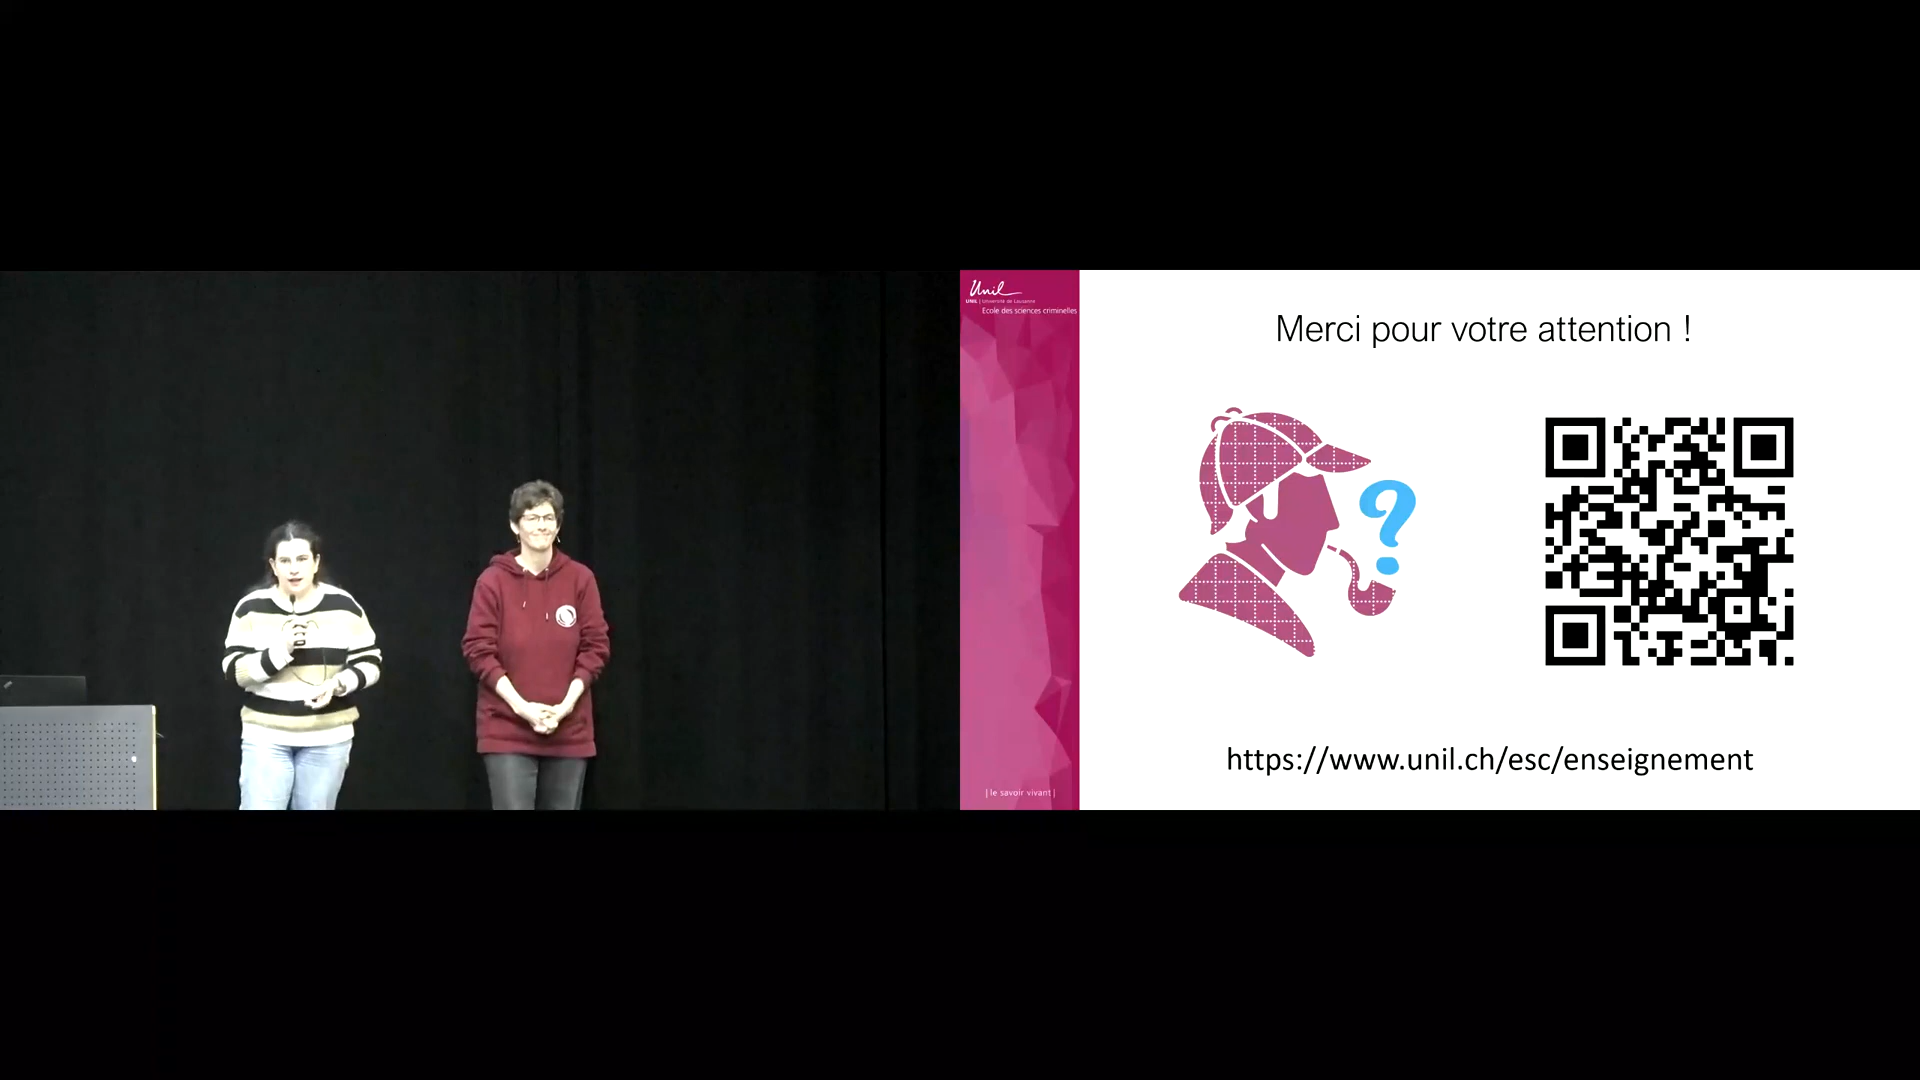 Unil
UNIL | Université de Lausanne
Ecole des sciences criminelles
Merci pour votre attention !
?
https://www.unil.ch/esc/enseignement
| le savoir vivant |